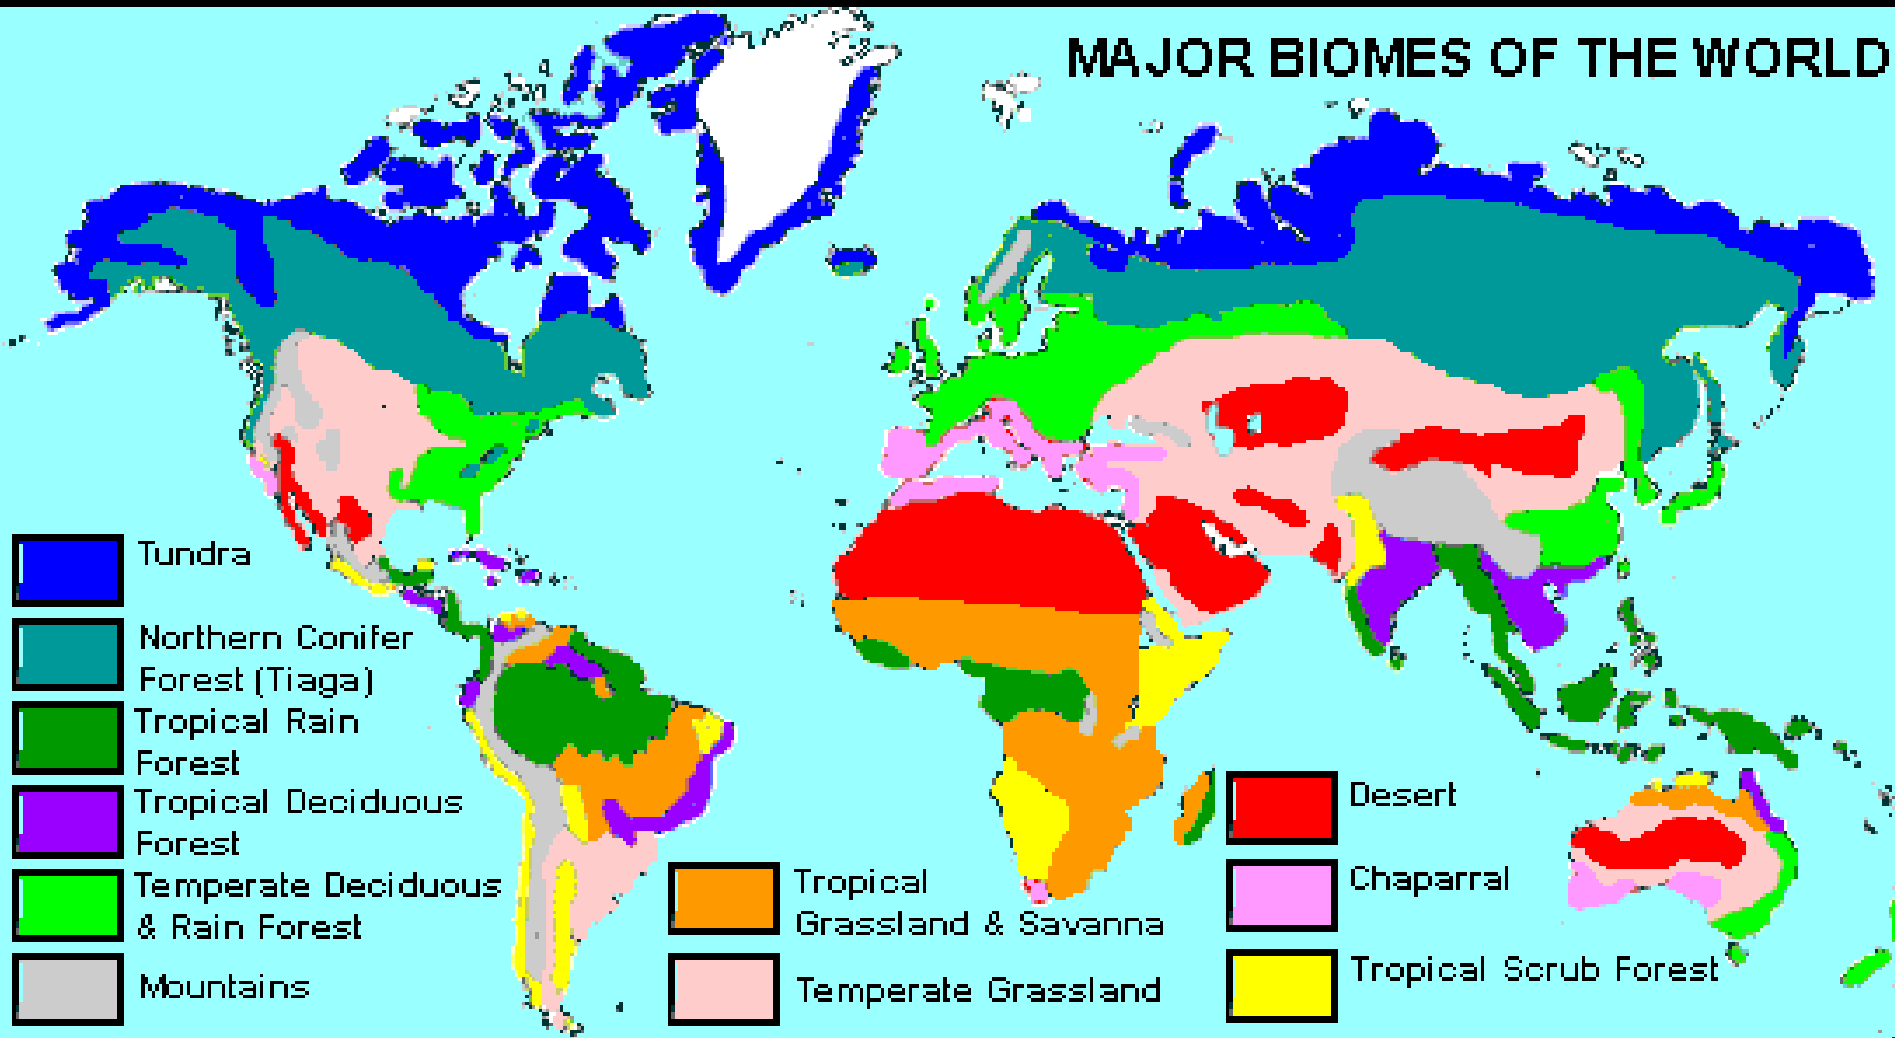 MAJOR BIOMES OF THE WORLD
Tundra
Northern Conifer
Forest (Tiaga)
Tropical Rain
Forest
Tropical Deciduous
Forest
Temperate Deciduous
& Rain Forest
Mountains
Tropical
Grassland & Savanna
Temperate Grassland
Desert
Chaparral
Tropical Scrub Forest